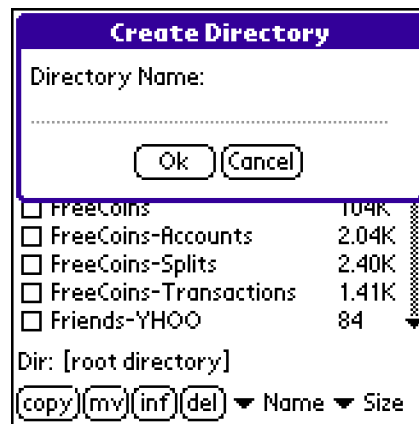 Create Directory
Directory Name:
Ok Cancel
FreeCoins 104K
FreeCoins-Accounts 2.04K
FreeCoins-Splits 2.40K
FreeCoins-Transactions 1.41K
Friends-YHOO 84
Dir: [root directory]
copy mv inf del Name Size